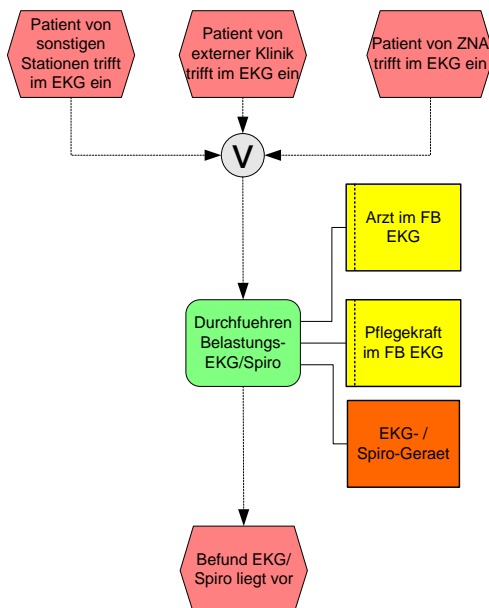 Patient von
sonstigen
Stationen trifft
im EKG ein
Patient von
externer Klinik
trifft im EKG ein
Patient von ZNA
trifft im EKG ein
V
Arzt im FB
EKG
Durchfuehren
Belastungs-
EKG/Spiro
Pflegekraft
im FB EKG
EKG- /
Spiro-Geraet
Befund EKG/
Spiro liegt vor